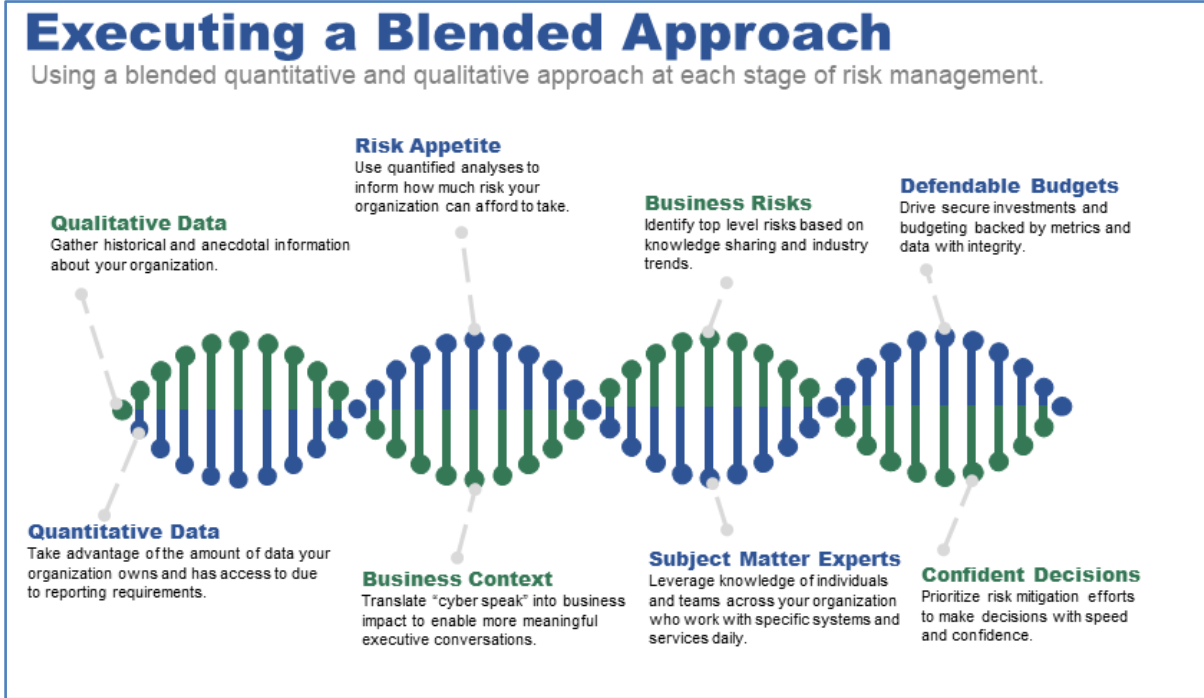 Executing a Blended Approach
Using a blended quantitative and qualitative approach at each stage of risk management.
Qualitative Data
Gather historical and anecdotal information
about your organization.
Risk Appetite
Use quantified analyses to
inform how much risk your
organization can afford to take.
Business Risks
Identify top level risks based on
knowledge sharing and industry
trends.
Defendable Budgets
Drive secure investments and
budgeting backed by metrics and
data with integrity.
Quantitative Data
Take advantage of the amount of data your
organization owns and has access to due
to reporting requirements.
Business Context
Translate “cyber speak” into business
impact to enable more meaningful
executive conversations.
Subject Matter Experts
Leverage knowledge of individuals
and teams across your organization
who work with specific systems and
services daily.
Confident Decisions
Prioritize risk mitigation efforts
to make decisions with speed
and confidence.